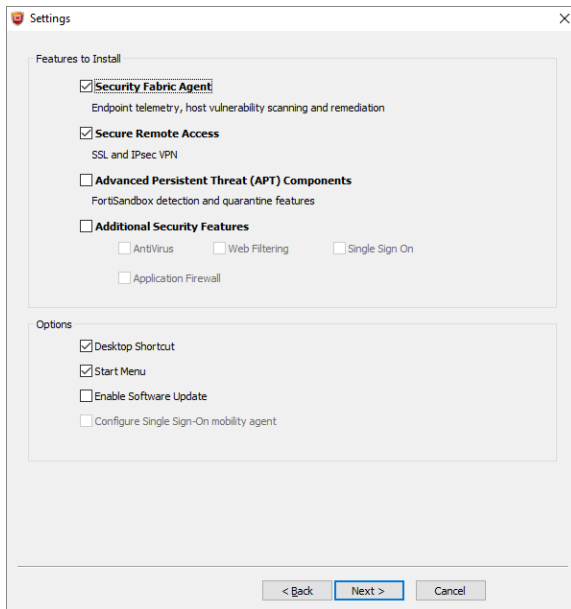 Settings
Features to Install
Security Fabric Agent
Endpoint telemetry, host vulnerability scanning and remediation
Secure Remote Access
SSL and IPsec VPN
Advanced Persistent Threat (APT) Components
FortiSandbox detection and quarantine features
Additional Security Features
AntiVirus Web Filtering Single Sign On
Application Firewall
Options
Desktop Shortcut
Start Menu
Enable Software Update
Configure Single Sign-On mobility agent
< Back Next > Cancel